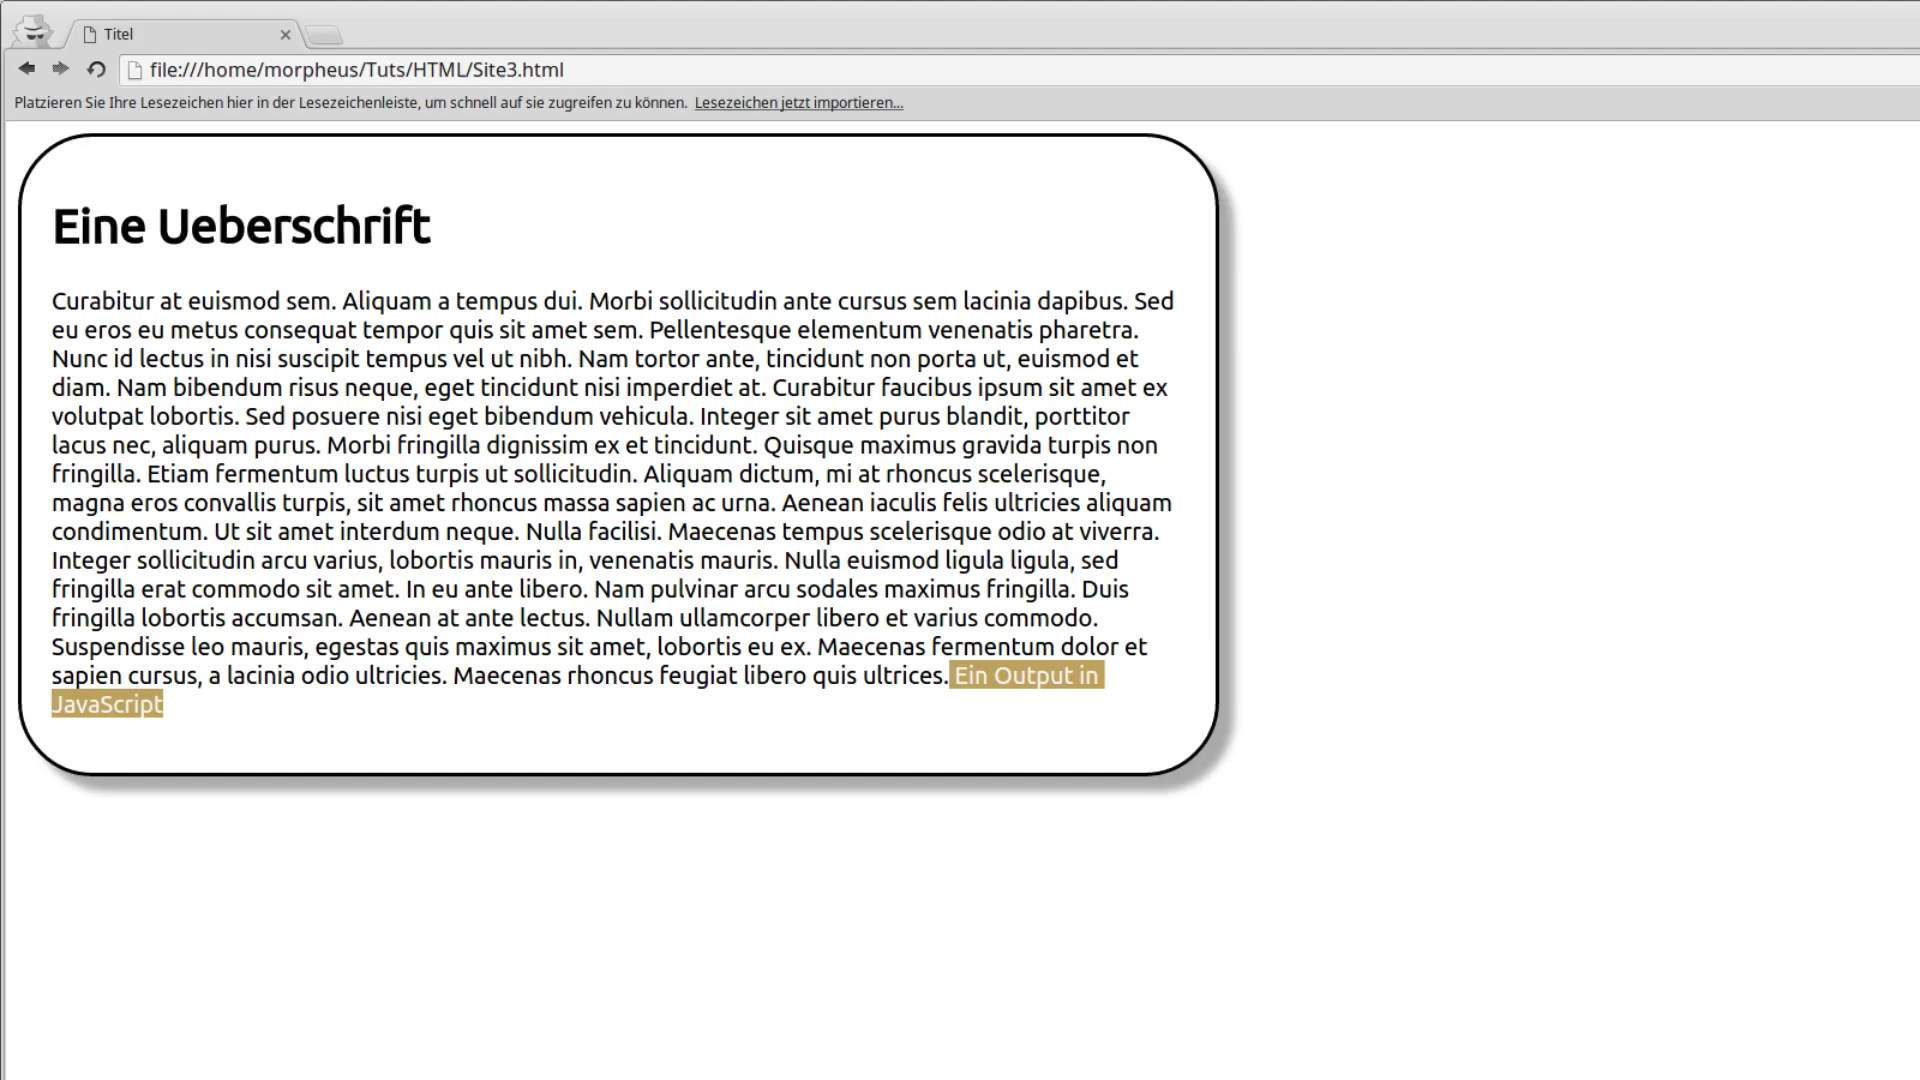 Titel
file:///home/morpheus/Tuts/HTML/Site3.html
Platzieren Sie Ihre Lesezeichen hier in der Lesezeichenleiste, um schnell auf sie zugreifen zu können. Lesezeichen jetzt importieren...
Eine Ueberschrift
Curabitur at euismod sem. Aliquam a tempus dui. Morbi sollicitudin ante cursus sem lacinia dapibus. Sed
eu eros eu metus consequat tempor quis sit amet sem. Pellentesque elementum venenatis pharetra.
Nunc id lectus in nisi suscipit tempus vel ut nibh. Nam tortor ante, tincidunt non porta ut, euismod et
diam. Nam bibendum risus neque, eget tincidunt nisi imperdiet at. Curabitur faucibus ipsum sit amet ex
volutpat lobortis. Sed posuere nisi eget bibendum vehicula. Integer sit amet purus blandit, porttitor
lacus nec, aliquam purus. Morbi fringilla dignissim ex et tincidunt. Quisque maximus gravida turpis non
fringilla. Etiam fermentum luctus turpis ut sollicitudin. Aliquam dictum, mi at rhoncus scelerisque,
magna eros convallis turpis, sit amet rhoncus massa sapien ac urna. Aenean iaculis felis ultricies aliquam
condimentum. Ut sit amet interdum neque. Nulla facilisi. Maecenas tempus scelerisque odio at viverra.
Integer sollicitudin arcu varius, lobortis mauris in, venenatis mauris. Nulla euismod ligula ligula, sed
fringilla erat commodo sit amet. In eu ante libero. Nam pulvinar arcu sodales maximus fringilla. Duis
fringilla lobortis accumsan. Aenean at ante lectus. Nullam ullamcorper libero et varius commodo.
Suspendisse leo mauris, egestas quis maximus sit amet, lobortis eu ex. Maecenas fermentum dolor et
sapien cursus, a lacinia odio ultricies. Maecenas rhoncus feugiat libero quis ultrices. Ein Output in
JavaScript